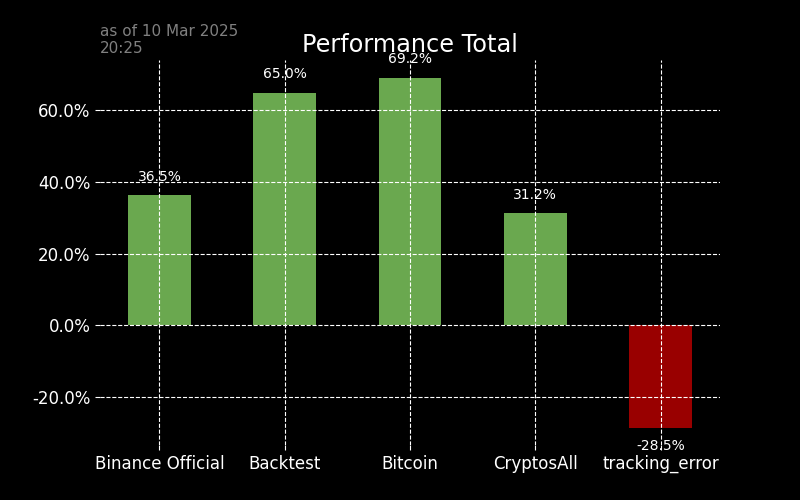 as of 10 Mar 2025
20:25
Performance Total
69.2%
65.0%
36.5%
31.2%
-28.5%
60.0%
40.0%
20.0%
0.0%
-20.0%
Binance Official
Backtest
Bitcoin
CryptosAll
tracking_error